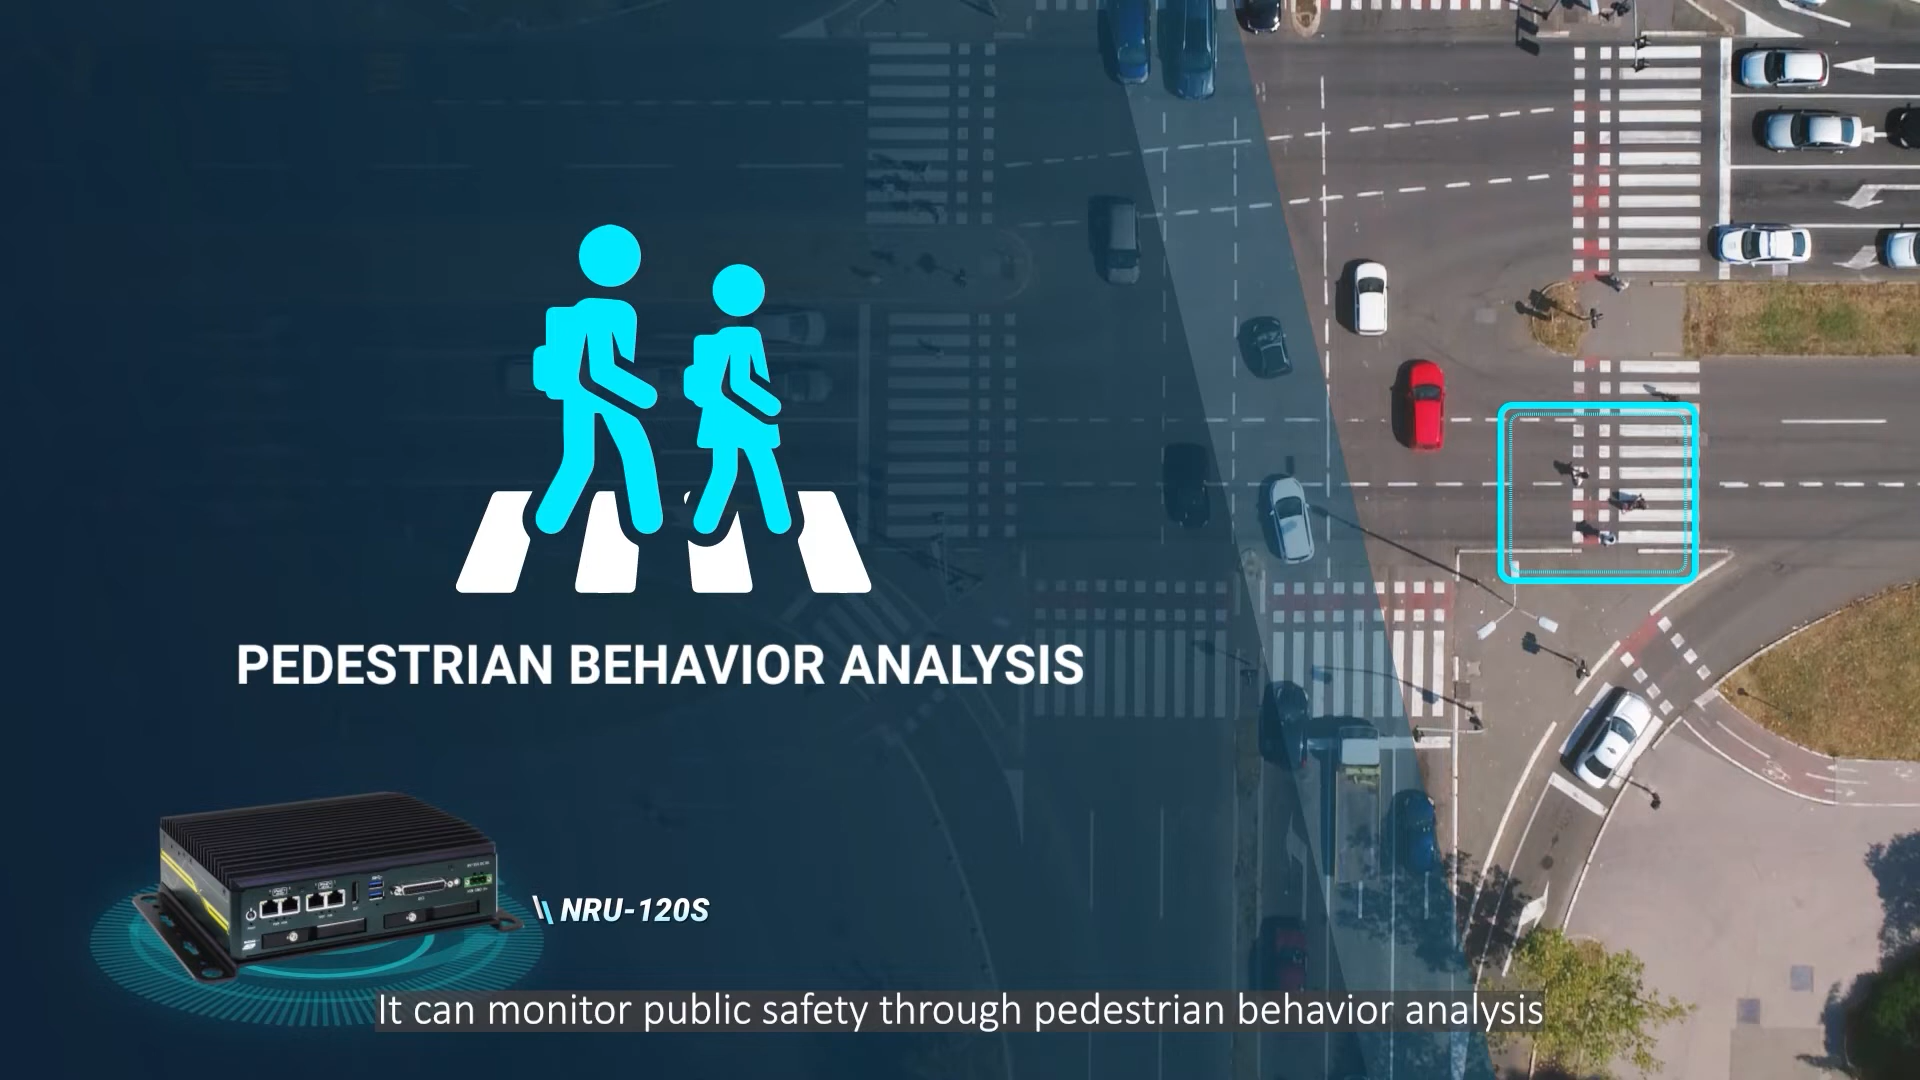 PEDESTRIAN BEHAVIOR ANALYSIS
NRU-120S
It can monitor public safety through pedestrian behavior analysis